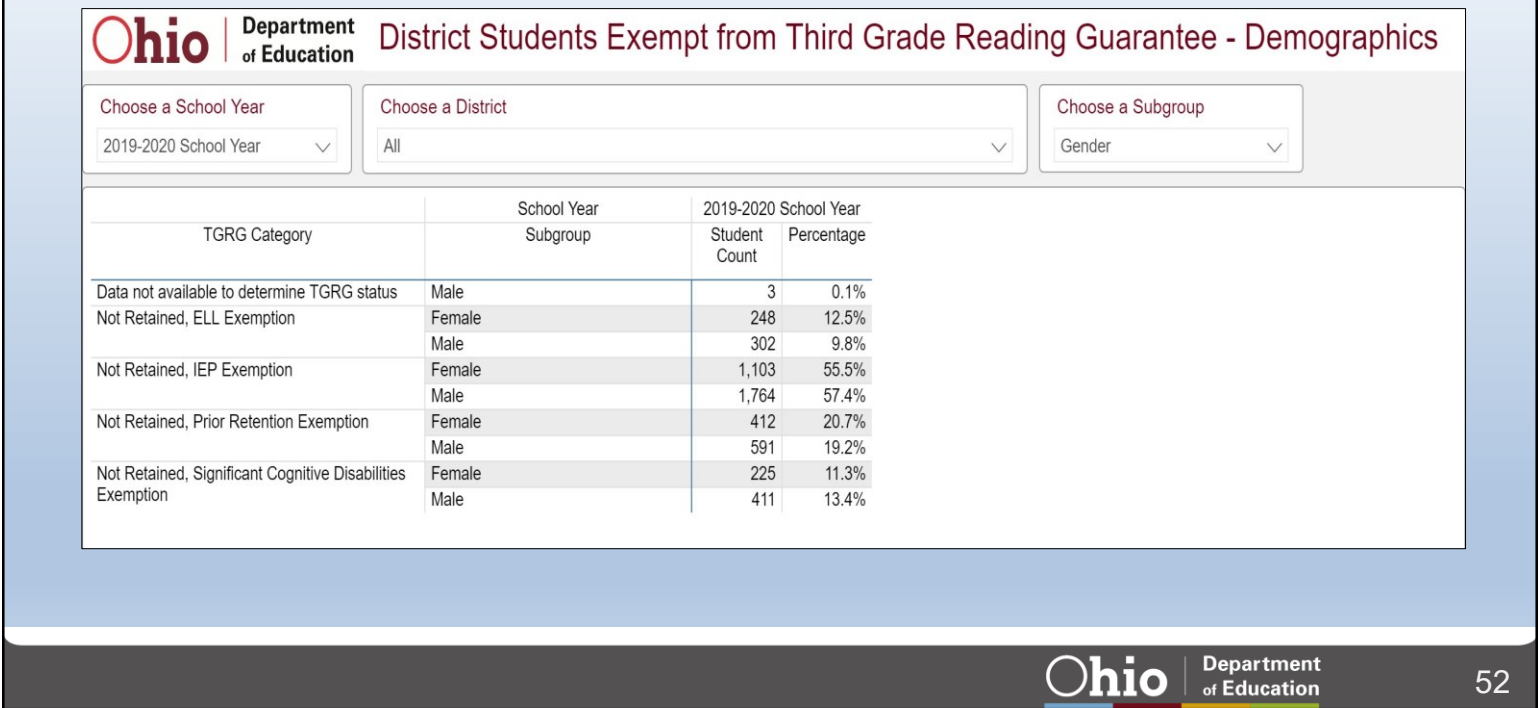 Ohio Department of Education District Students Exempt from Third Grade Reading Guarantee - Demographics
Choose a School Year Choose a District Choose a Subgroup
2019-2020 School Year All Gender
School Year 2019-2020 School Year
TGRG Category Subgroup Student Count Percentage
Data not available to determine TGRG status Male 3 0.1%
Not Retained, ELL Exemption Female 248 12.5%
Male 302 9.8%
Not Retained, IEP Exemption Female 1,103 55.5%
Male 1,764 57.4%
Not Retained, Prior Retention Exemption Female 412 20.7%
Male 591 19.2%
Not Retained, Significant Cognitive Disabilities Female 225 11.3%
Exemption Male 411 13.4%
Ohio Department of Education 52